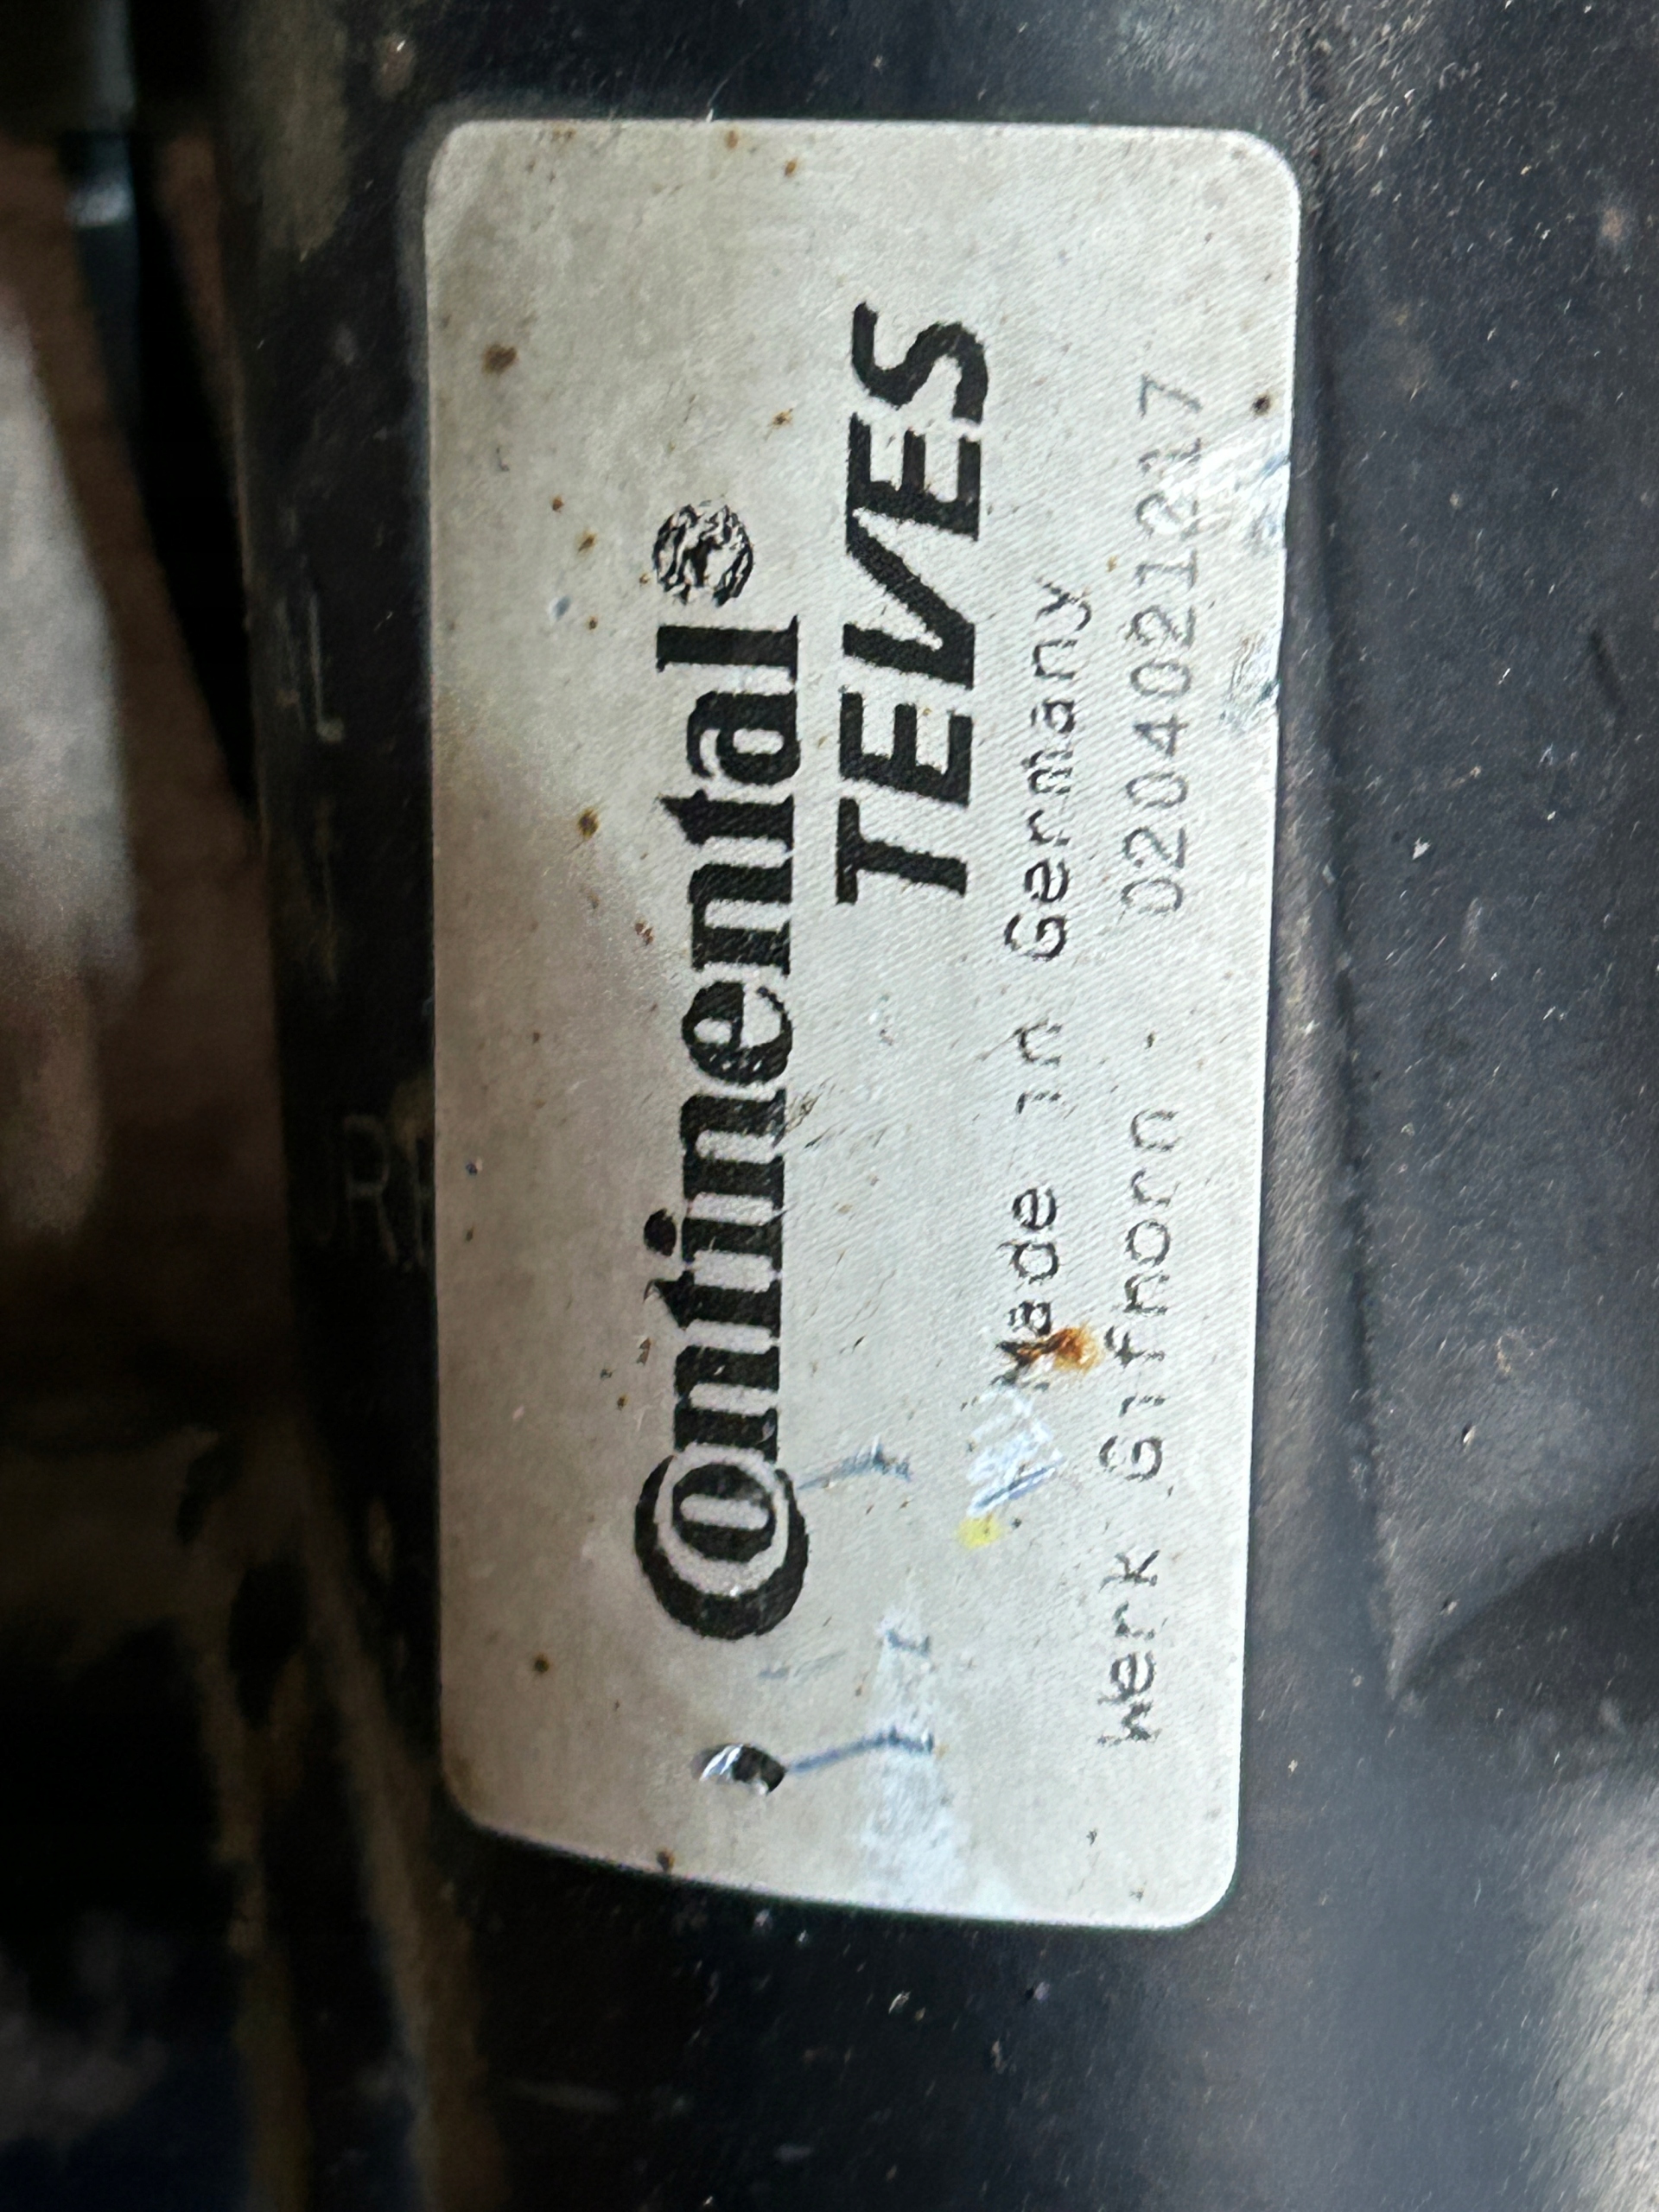 Continental
TEVES
Made in Germany
Werk Gifhorn - 0204021217